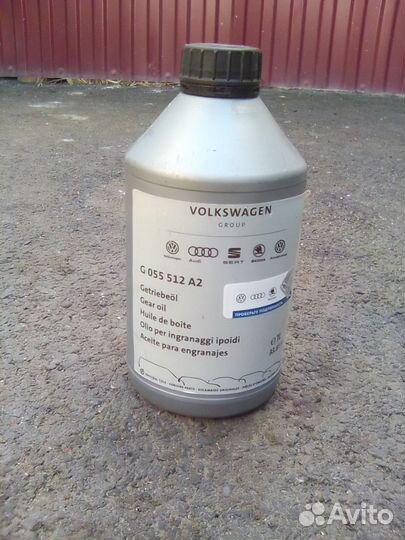 VOLKSWAGEN
GROUP
Audi
SEAT
ŠKODA
G 055 512 A2
Getriebeöl
Gear oil
Huile de boite
Olio per ingranaggi ipoidi
Aceite para engranajes
ПРОВЕРЬТЕ
Avito